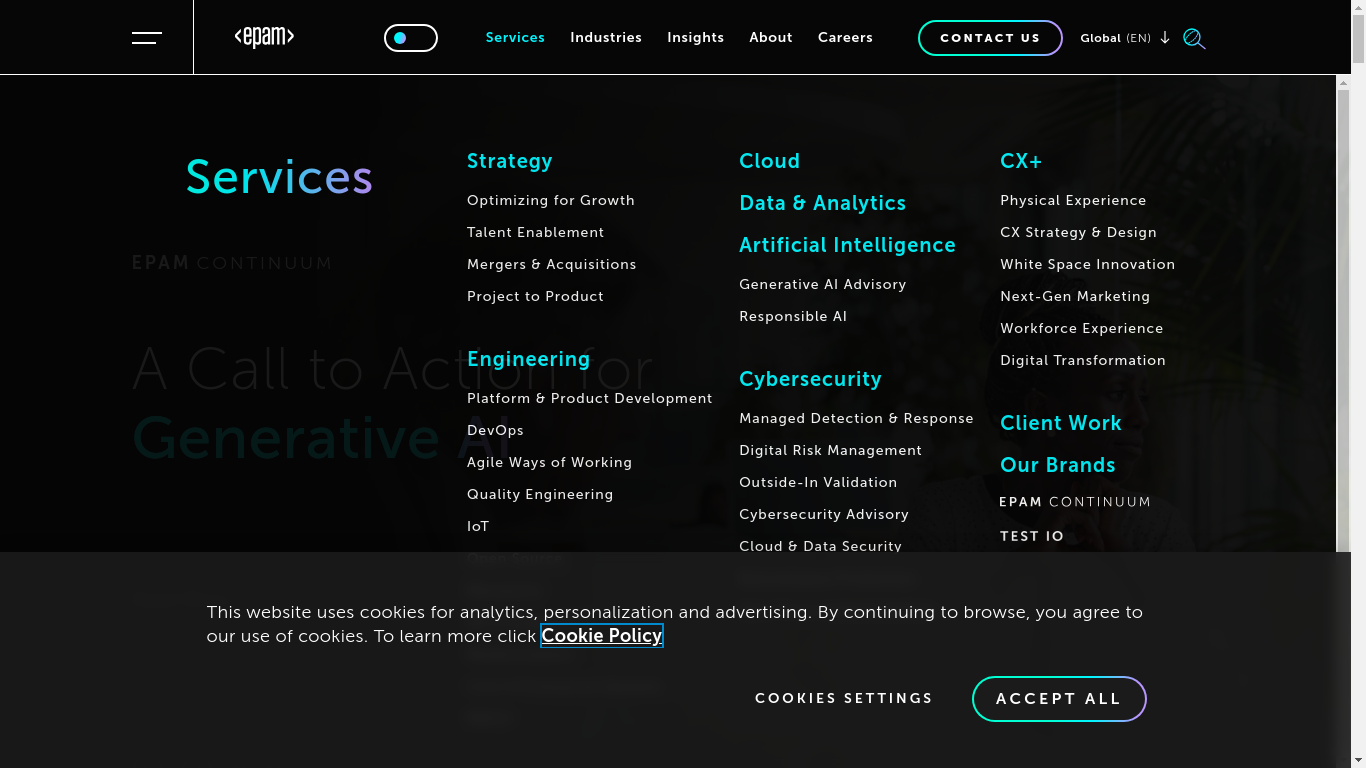 <epam>
Services
Industries
Insights
About
Careers
CONTACT US
Global (EN)
Services
EPAM CONTINUUM
A Call to Action for
Generative AI
Strategy
Optimizing for Growth
Talent Enablement
Mergers & Acquisitions
Project to Product
Engineering
Platform & Product Development
DevOps
Agile Ways of Working
Quality Engineering
IoT
Cloud
Data & Analytics
Artificial Intelligence
Generative AI Advisory
Responsible AI
Cybersecurity
Managed Detection & Response
Digital Risk Management
Outside-In Validation
Cybersecurity Advisory
Cloud & Data Security
CX+
Physical Experience
CX Strategy & Design
White Space Innovation
Next-Gen Marketing
Workforce Experience
Digital Transformation
Client Work
Our Brands
EPAM CONTINUUM
TEST IO
This website uses cookies for analytics, personalization and advertising. By continuing to browse, you agree to
our use of cookies. To learn more click Cookie Policy
COOKIES SETTINGS
ACCEPT ALL